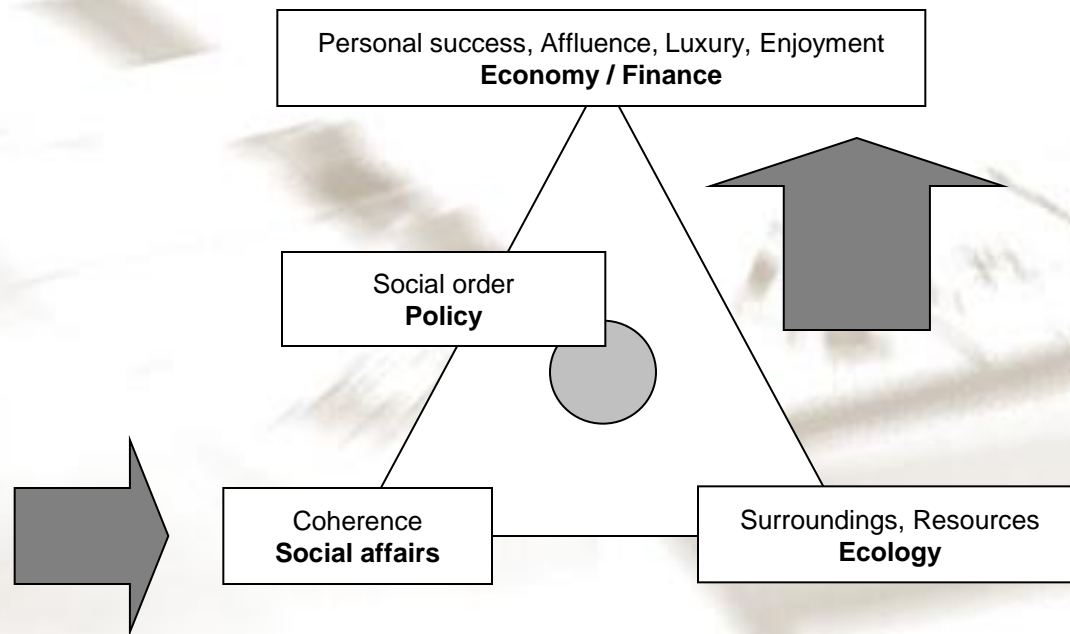 Personal success, Affluence, Luxury, Enjoyment
Economy / Finance
Social order
Policy
Coherence
Social affairs
Surroundings, Resources
Ecology